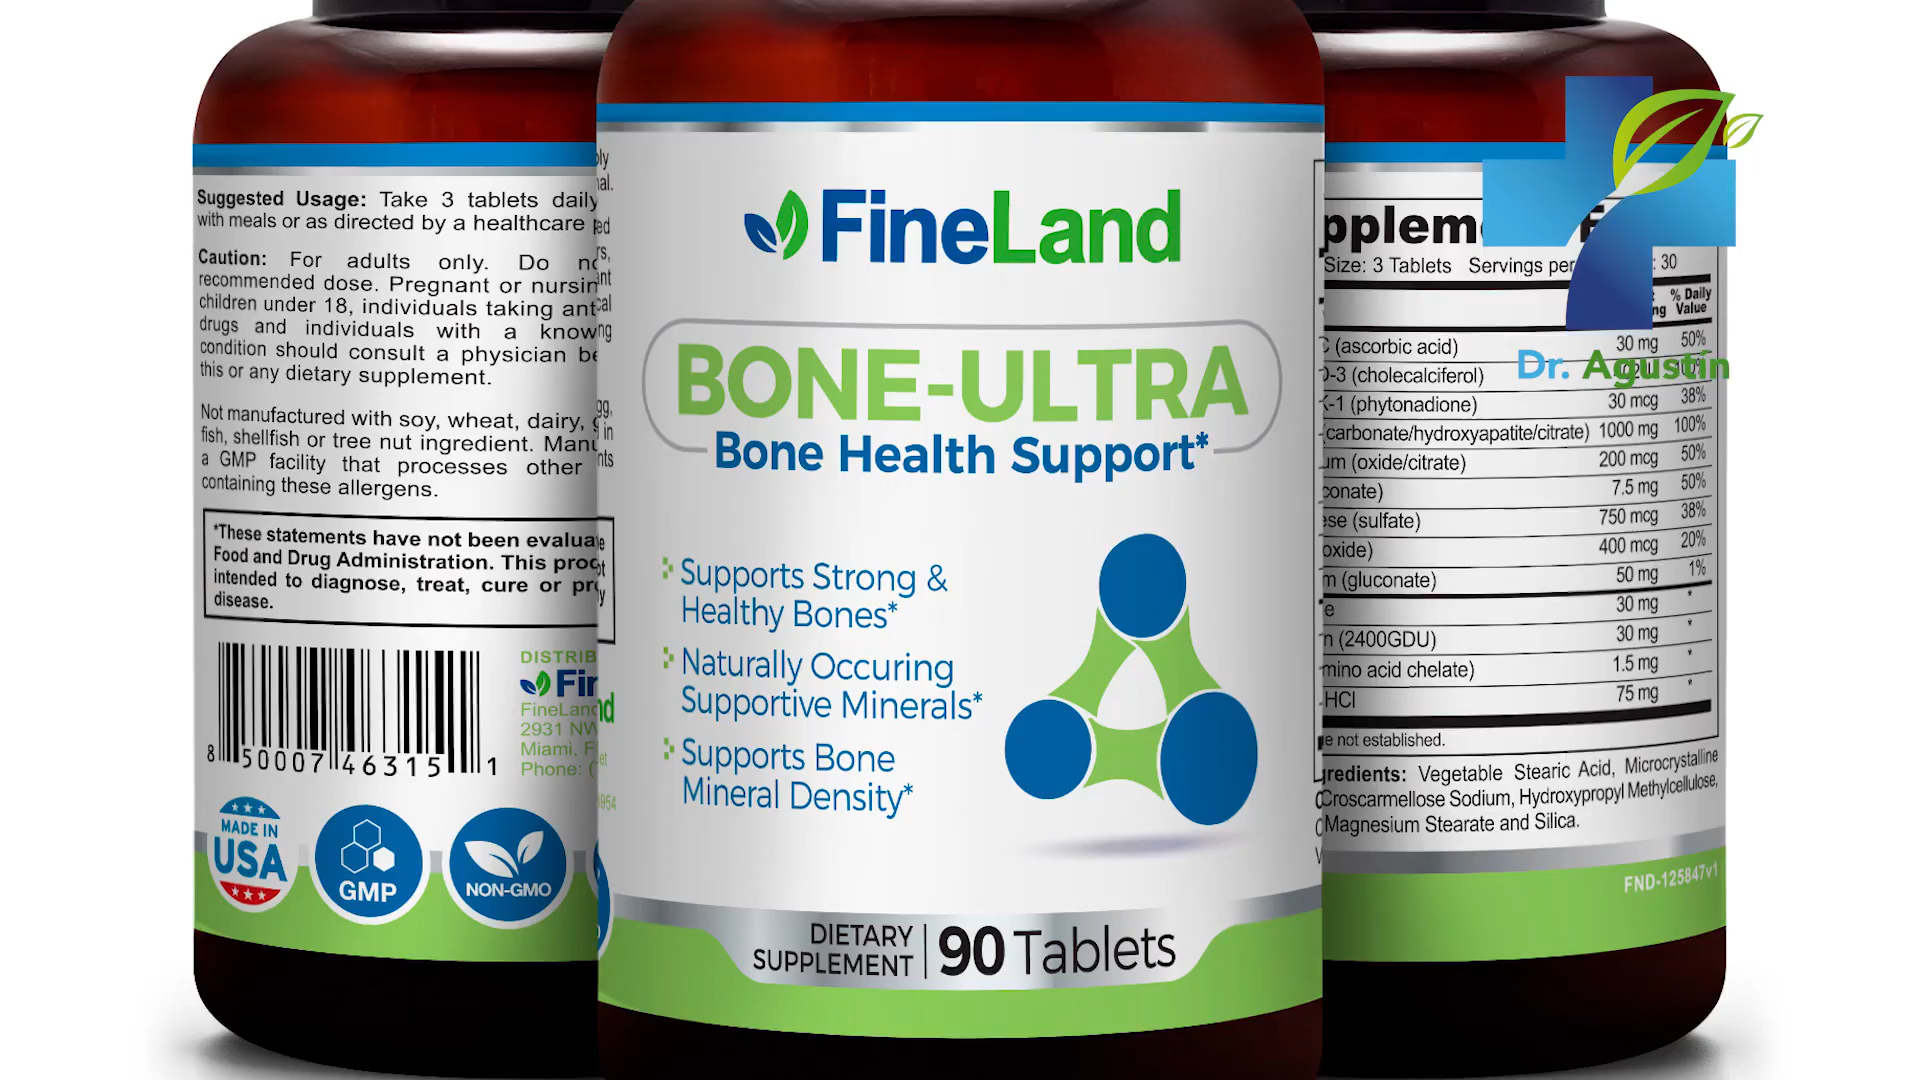 Suggested Usage: Take 3 tablets daily
with meals or as directed by a healthcare
Caution: For adults only. Do
recommended dose. Pregnant or
children under 18, individuals taking
drugs and individuals with a
condition should consult a physician
this or any dietary supplement.
Not manufactured with soy, wheat, dairy,
fish, shellfish or tree nut ingredient.
a GMP facility that processes other
containing these allergens.
*These statements have not been
Food and Drug Administration. This
intended to diagnose, treat, cure or
disease.
8 50007 46315 1
FineLand
2931 NW
Miami,
Phone:
MADE IN
USA
GMP
NON-GMO
FineLand
BONE-ULTRA
Bone Health Support*
Supports Strong &
Healthy Bones*
Naturally Occuring
Supportive Minerals*
Supports Bone
Mineral Density*
DIETARY
SUPPLEMENT
90 Tablets
Size: 3 Tablets Servings per : 30
% Daily
Value
C (ascorbic acid) 30 mg 50%
D-3 (cholecalciferol)
K-1 (phytonadione) 30 mcg 38%
(carbonate/hydroxyapatite/citrate) 1000 mg 100%
(oxide/citrate) 200 mcg 50%
7.5 mg 50%
(sulfate) 750 mcg 38%
oxide) 400 mcg 20%
(gluconate) 50 mg 1%
30 mg *
(2400GDU) 30 mg *
amino acid chelate) 1.5 mg *
HCl 75 mg *
not established.
Vegetable Stearic Acid, Microcrystalline
Croscarmellose Sodium, Hydroxypropyl Methylcellulose,
Magnesium Stearate and Silica.
FND-125847v1
Dr. Agustín